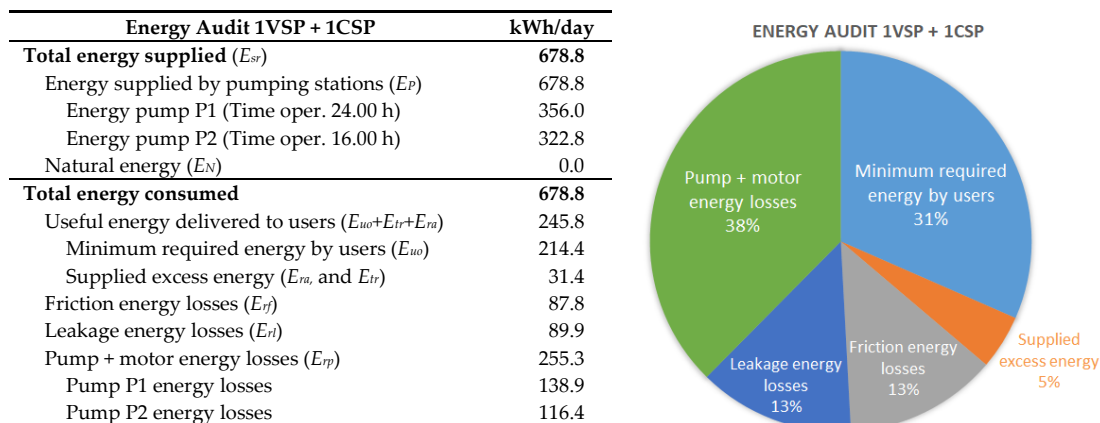 Energy Audit 1VSP + 1CSP kWh/day
Total energy supplied (Esr) 678.8
Energy supplied by pumping stations (EP) 678.8
Energy pump P1 (Time oper. 24.00 h) 356.0
Energy pump P2 (Time oper. 16.00 h) 322.8
Natural energy (EN) 0.0
Total energy consumed 678.8
Useful energy delivered to users (Euo+Etr+Era) 245.8
Minimum required energy by users (Euo) 214.4
Supplied excess energy (Era, and Etr) 31.4
Friction energy losses (Erf) 87.8
Leakage energy losses (Erl) 89.9
Pump + motor energy losses (Erp) 255.3
Pump P1 energy losses 138.9
Pump P2 energy losses 116.4
ENERGY AUDIT 1VSP + 1CSP
Pump + motor
energy losses
38%
Minimum required
energy by users
31%
Supplied
excess energy
5%
Friction energy
losses
13%
Leakage energy
losses
13%